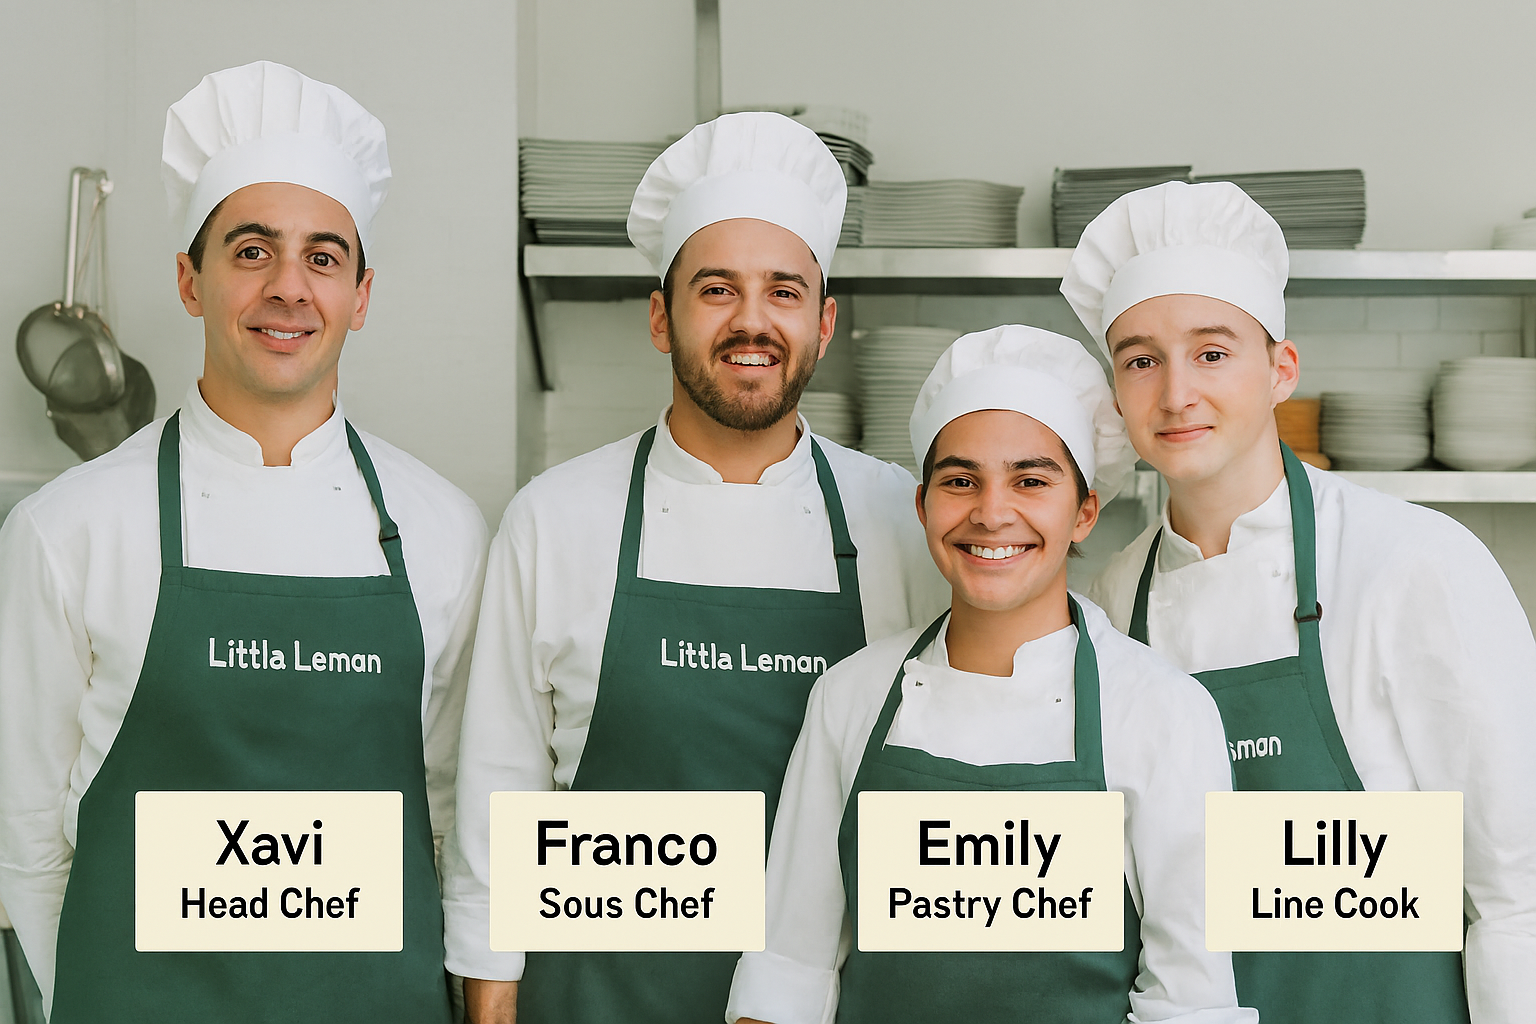 Littla Leman
Littla Leman
sman
Xavi
Head Chef
Franco
Sous Chef
Emily
Pastry Chef
Lilly
Line Cook